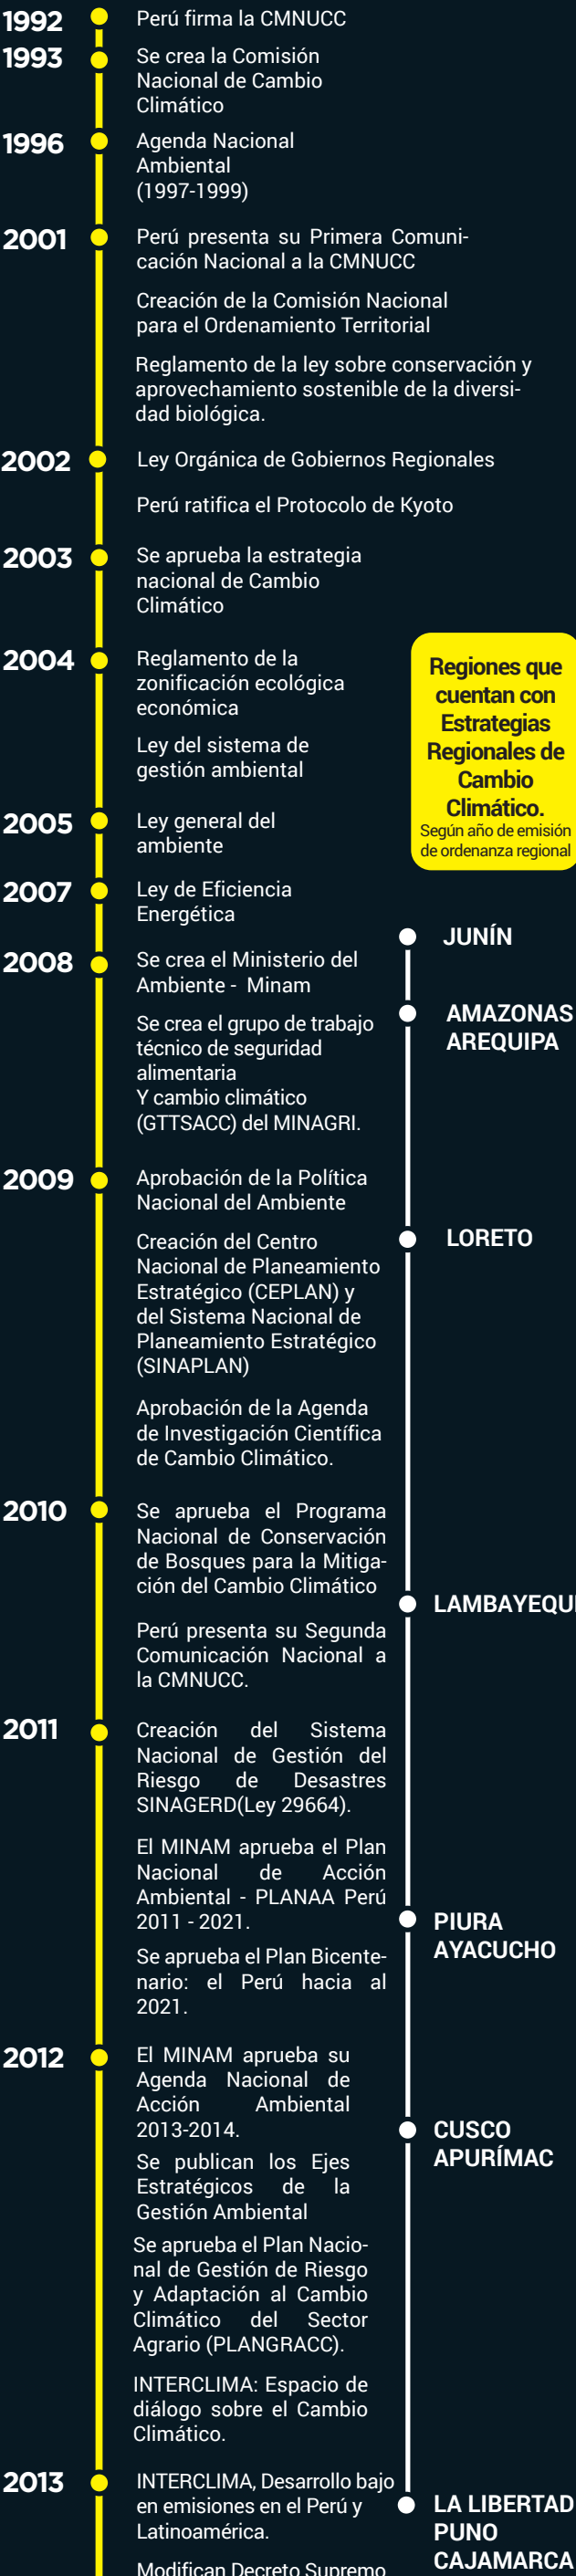 1992
Perú firma la CMNUCC
1993
Se crea la Comisión
Nacional de Cambio
Climático
1996
Agenda Nacional
Ambiental
(1997-1999)
2001
Perú presenta su Primera Comuni-
cación Nacional a la CMNUCC
Creación de la Comisión Nacional
para el Ordenamiento Territorial
Reglamento de la ley sobre conservación y
aprovechamiento sostenible de la diversi-
dad biológica.
2002
Ley Orgánica de Gobiernos Regionales
Perú ratifica el Protocolo de Kyoto
2003
Se aprueba la estrategia
nacional de Cambio
Climático
2004
Reglamento de la
zonificación ecológica
económica
Ley del sistema de
gestión ambiental
2005
Ley general del
ambiente
2007
Ley de Eficiencia
Energética
2008
Se crea el Ministerio del
Ambiente - Minam
Se crea el grupo de trabajo
técnico de seguridad
alimentaria
Y cambio climático
(GTTSACC) del MINAGRI.
2009
Aprobación de la Política
Nacional del Ambiente
Creación del Centro
Nacional de Planeamiento
Estratégico (CEPLAN) y
del Sistema Nacional de
Planeamiento Estratégico
(SINAPLAN)
Aprobación de la Agenda
de Investigación Científica
de Cambio Climático.
2010
Se aprueba el Programa
Nacional de Conservación
de Bosques para la Mitiga-
ción del Cambio Climático
Perú presenta su Segunda
Comunicación Nacional a
la CMNUCC.
2011
Creación del Sistema
Nacional de Gestión del
Riesgo de Desastres
SINAGERD(Ley 29664).
El MINAM aprueba el Plan
Nacional de Acción
Ambiental - PLANAA Perú
2011 - 2021.
Se aprueba el Plan Bicente-
nario: el Perú hacia al
2021.
2012
El MINAM aprueba su
Agenda Nacional de
Acción Ambiental
2013-2014.
Se publican los Ejes
Estratégicos de la
Gestión Ambiental
Se aprueba el Plan Nacio-
nal de Gestión de Riesgo
y Adaptación al Cambio
Climático del Sector
Agrario (PLANGRACC).
INTERCLIMA: Espacio de
diálogo sobre el Cambio
Climático.
2013
INTERCLIMA, Desarrollo bajo
en emisiones en el Perú y
Latinoamérica.
Modifican Decreto Supremo
Regiones que
cuentan con
Estrategias
Regionales de
Cambio
Climático.
Según año de emisión
de ordenanza regional
JUNÍN
AMAZONAS
AREQUIPA
LORETO
LAMBAYEQU
PIURA
AYACUCHO
CUSCO
APURÍMAC
LA LIBERTAD
PUNO
CAJAMARCA